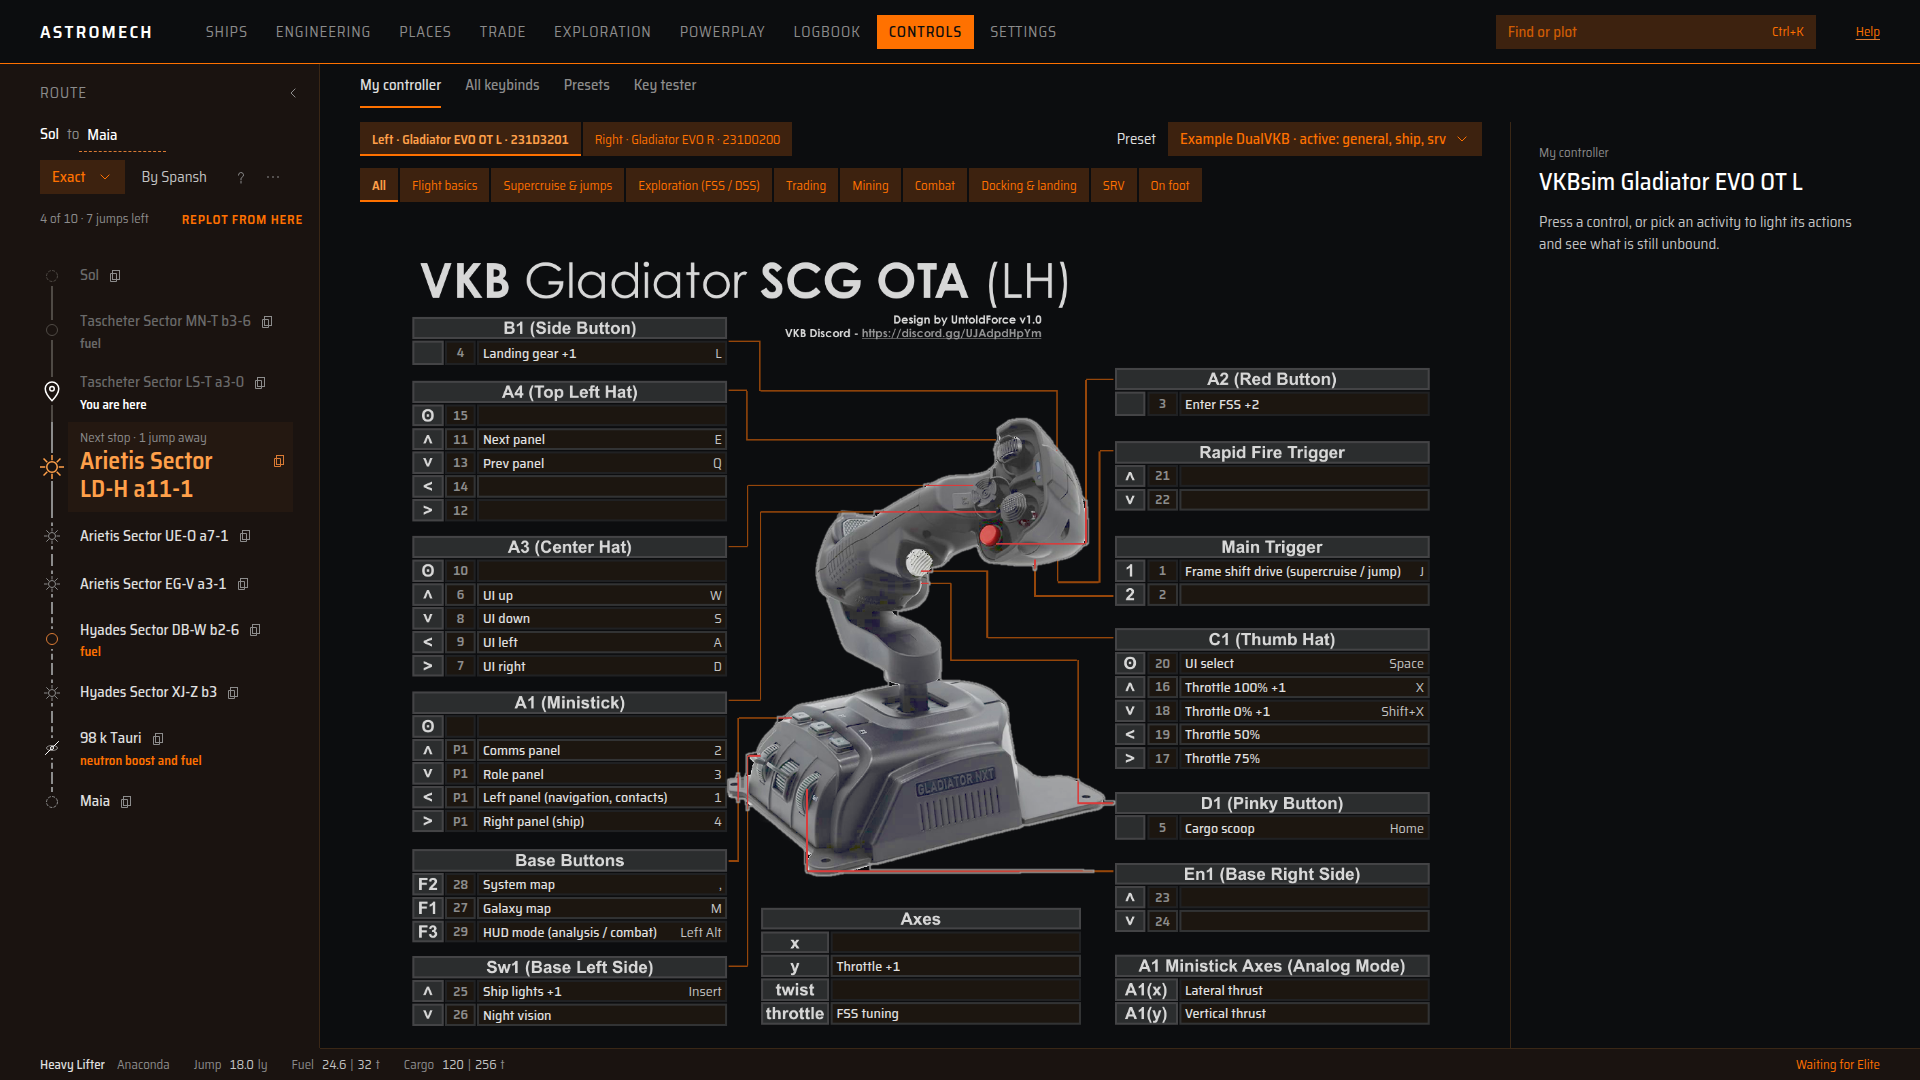 ASTROMECH
SHIPS ENGINEERING PLACES TRADE EXPLORATION POWERPLAY LOGBOOK CONTROLS SETTINGS
Find or plot Ctrl+K
Help
ROUTE
Sol to Maia
Exact By Spansh ? ...
4 of 10 · 7 jumps left REPLOT FROM HERE
Sol
Tascheter Sector MN-T b3-6
fuel
Tascheter Sector LS-T a3-0
You are here
Next stop · 1 jump away
Arietis Sector
LD-H a11-1
Arietis Sector UE-O a7-1
Arietis Sector EG-V a3-1
Hyades Sector DB-W b2-6
fuel
Hyades Sector XJ-Z b3
98 k Tauri
neutron boost and fuel
Maia
My controller All keybinds Presets Key tester
Left · Gladiator EVO OT L · 231D3201 Right · Gladiator EVO R · 231D0200
Preset Example DualVKB · active: general, ship, srv
All Flight basics Supercruise & jumps Exploration (FSS / DSS) Trading Mining Combat Docking & landing SRV On foot
VKB Gladiator SCG OTA (LH)
Design by UntoldForce v1.0
VKB Discord - https://discord.gg/UJAdpdHpYm
B1 (Side Button)
4 Landing gear +1 L
A4 (Top Left Hat)
ʘ 15
˄ 11 Next panel E
˅ 13 Prev panel Q
< 14
> 12
A3 (Center Hat)
ʘ 10
˄ 6 UI up W
˅ 8 UI down S
< 9 UI left A
> 7 UI right D
A1 (Ministick)
ʘ
˄ P1 Comms panel 2
˅ P1 Role panel 3
< P1 Left panel (navigation, contacts) 1
> P1 Right panel (ship) 4
Base Buttons
F2 28 System map ,
F1 27 Galaxy map M
F3 29 HUD mode (analysis / combat) Left Alt
Sw1 (Base Left Side)
˄ 25 Ship lights +1 Insert
˅ 26 Night vision
GLADIATOR NXT
Axes
x
y Throttle +1
twist
throttle FSS tuning
A2 (Red Button)
3 Enter FSS +2
Rapid Fire Trigger
˄ 21
˅ 22
Main Trigger
1 1 Frame shift drive (supercruise / jump) J
2 2
C1 (Thumb Hat)
ʘ 20 UI select Space
˄ 16 Throttle 100% +1 X
˅ 18 Throttle 0% +1 Shift+X
< 19 Throttle 50%
> 17 Throttle 75%
D1 (Pinky Button)
5 Cargo scoop Home
En1 (Base Right Side)
˄ 23
˅ 24
A1 Ministick Axes (Analog Mode)
A1(x) Lateral thrust
A1(y) Vertical thrust
My controller
VKBsim Gladiator EVO OT L
Press a control, or pick an activity to light its actions
and see what is still unbound.
Heavy Lifter Anaconda Jump 18.0 ly Fuel 24.6 | 32 t Cargo 120 | 256 t
Waiting for Elite